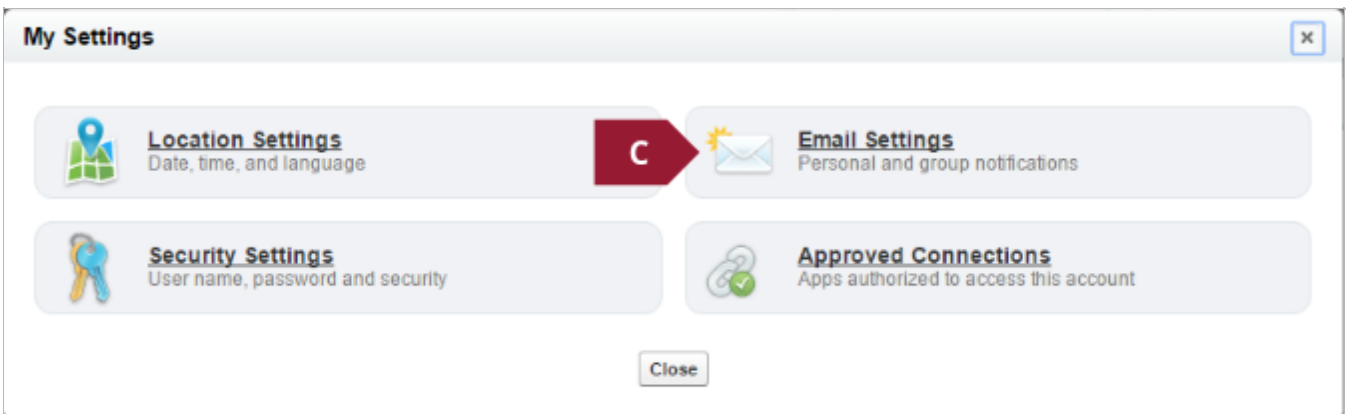 My Settings
Location Settings
Date, time, and language
C
Email Settings
Personal and group notifications
Security Settings
User name, password and security
Approved Connections
Apps authorized to access this account
Close